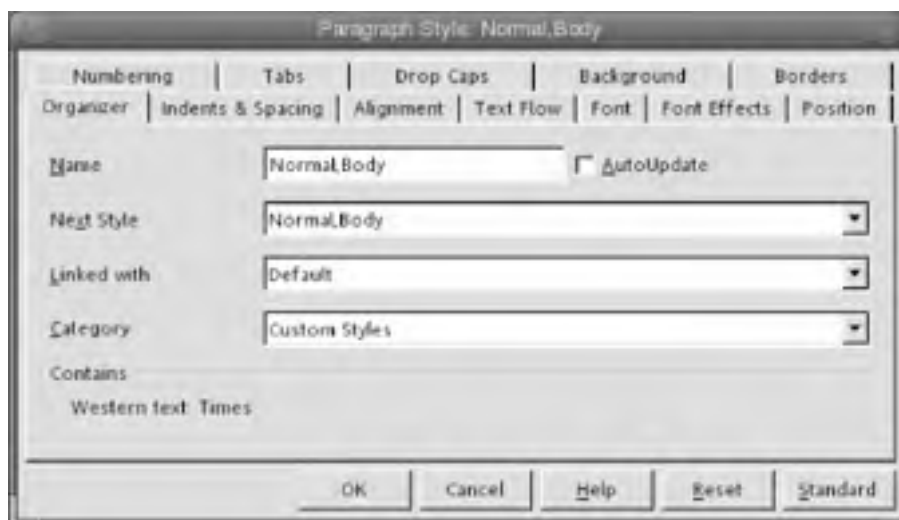 Paragraph Style: Normal,Body
Numbering Tabs Drop Caps Background Borders
Organizer Indents & Spacing Alignment Text Flow Font Font Effects Position
Name Normal,Body AutoUpdate
Next Style Normal,Body
Linked with Default
Category Custom Styles
Contains
Western text: Times
OK Cancel Help Reset Standard